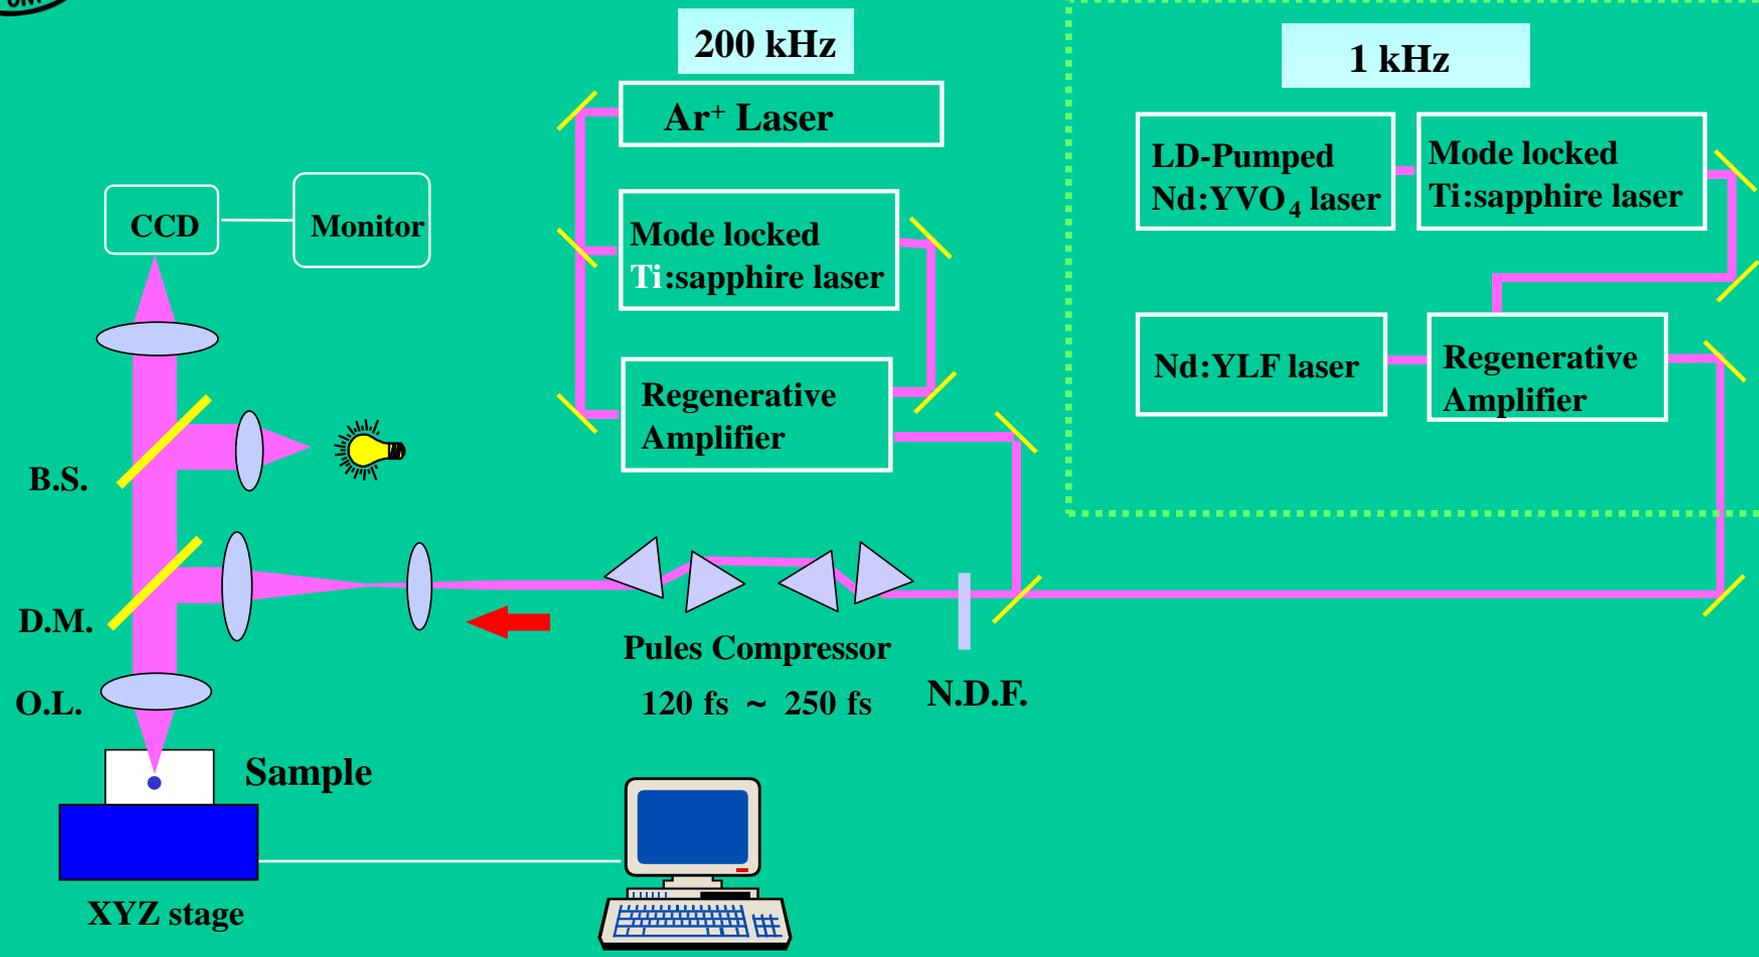 200 kHz
1 kHz
Ar⁺ Laser
LD-Pumped
Nd:YVO₄ laser
Mode locked
Ti:sapphire laser
CCD
Monitor
Mode locked
Ti:sapphire laser
Nd:YLF laser
Regenerative
Amplifier
Regenerative
Amplifier
B.S.
D.M.
Pules Compressor
120 fs ~ 250 fs
N.D.F.
O.L.
Sample
XYZ stage